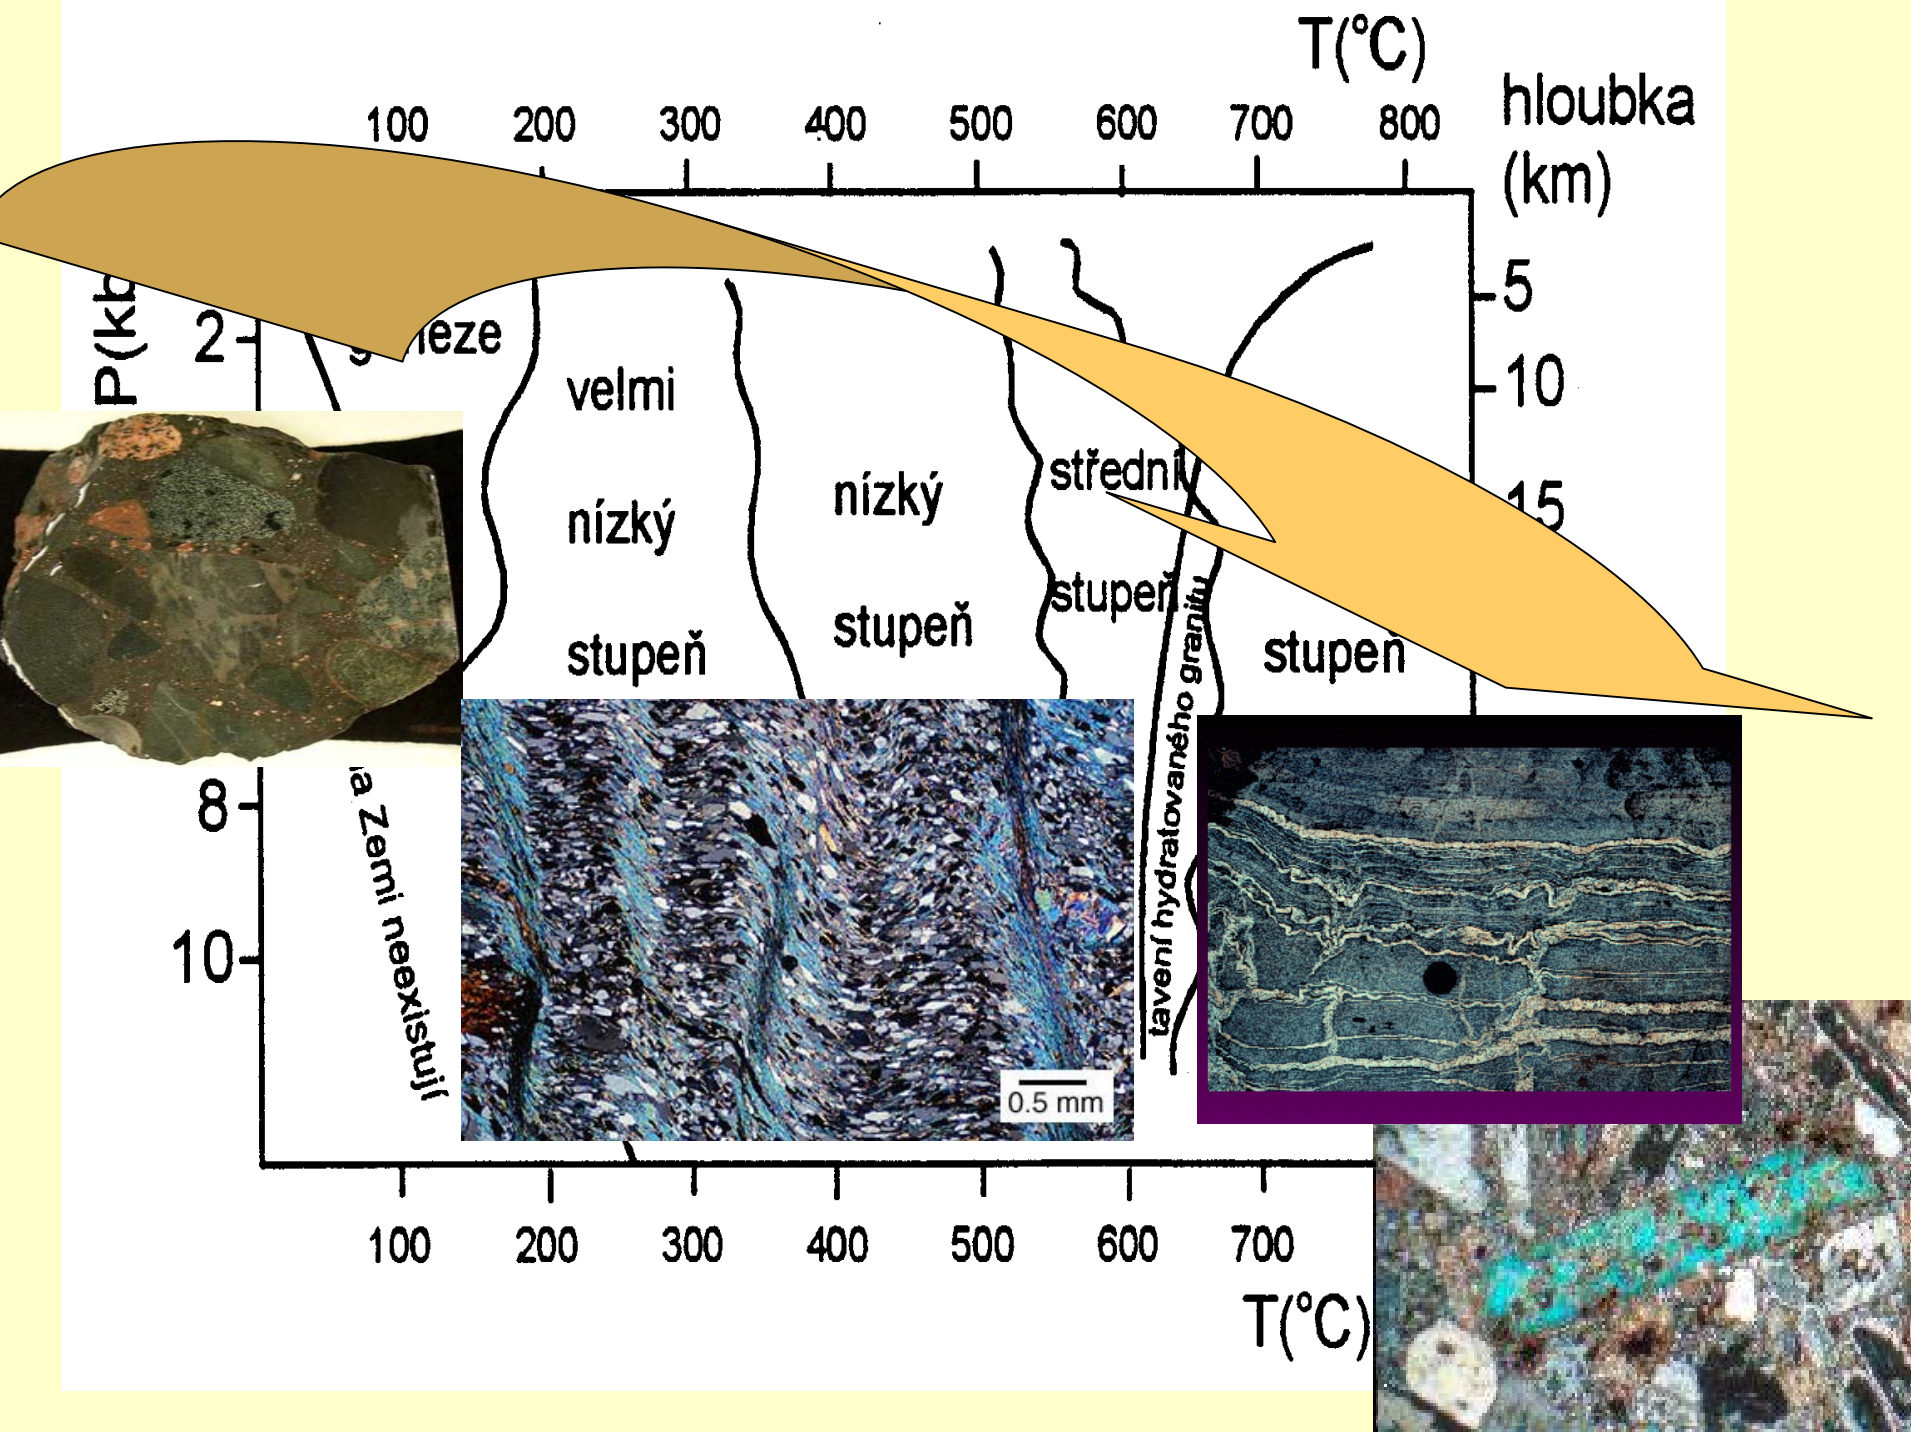 T(°C)
hloubka
(km)
100 200 300 400 500 600 700 800
P(kb
2
8
10
5
10
15
velmi
nízký
stupeň
nízký
stupeň
střední
stupeň
stupeň
tavení hydratovaného granitu
Zemi neexistují
0.5 mm
100 200 300 400 500 600 700
T(°C)